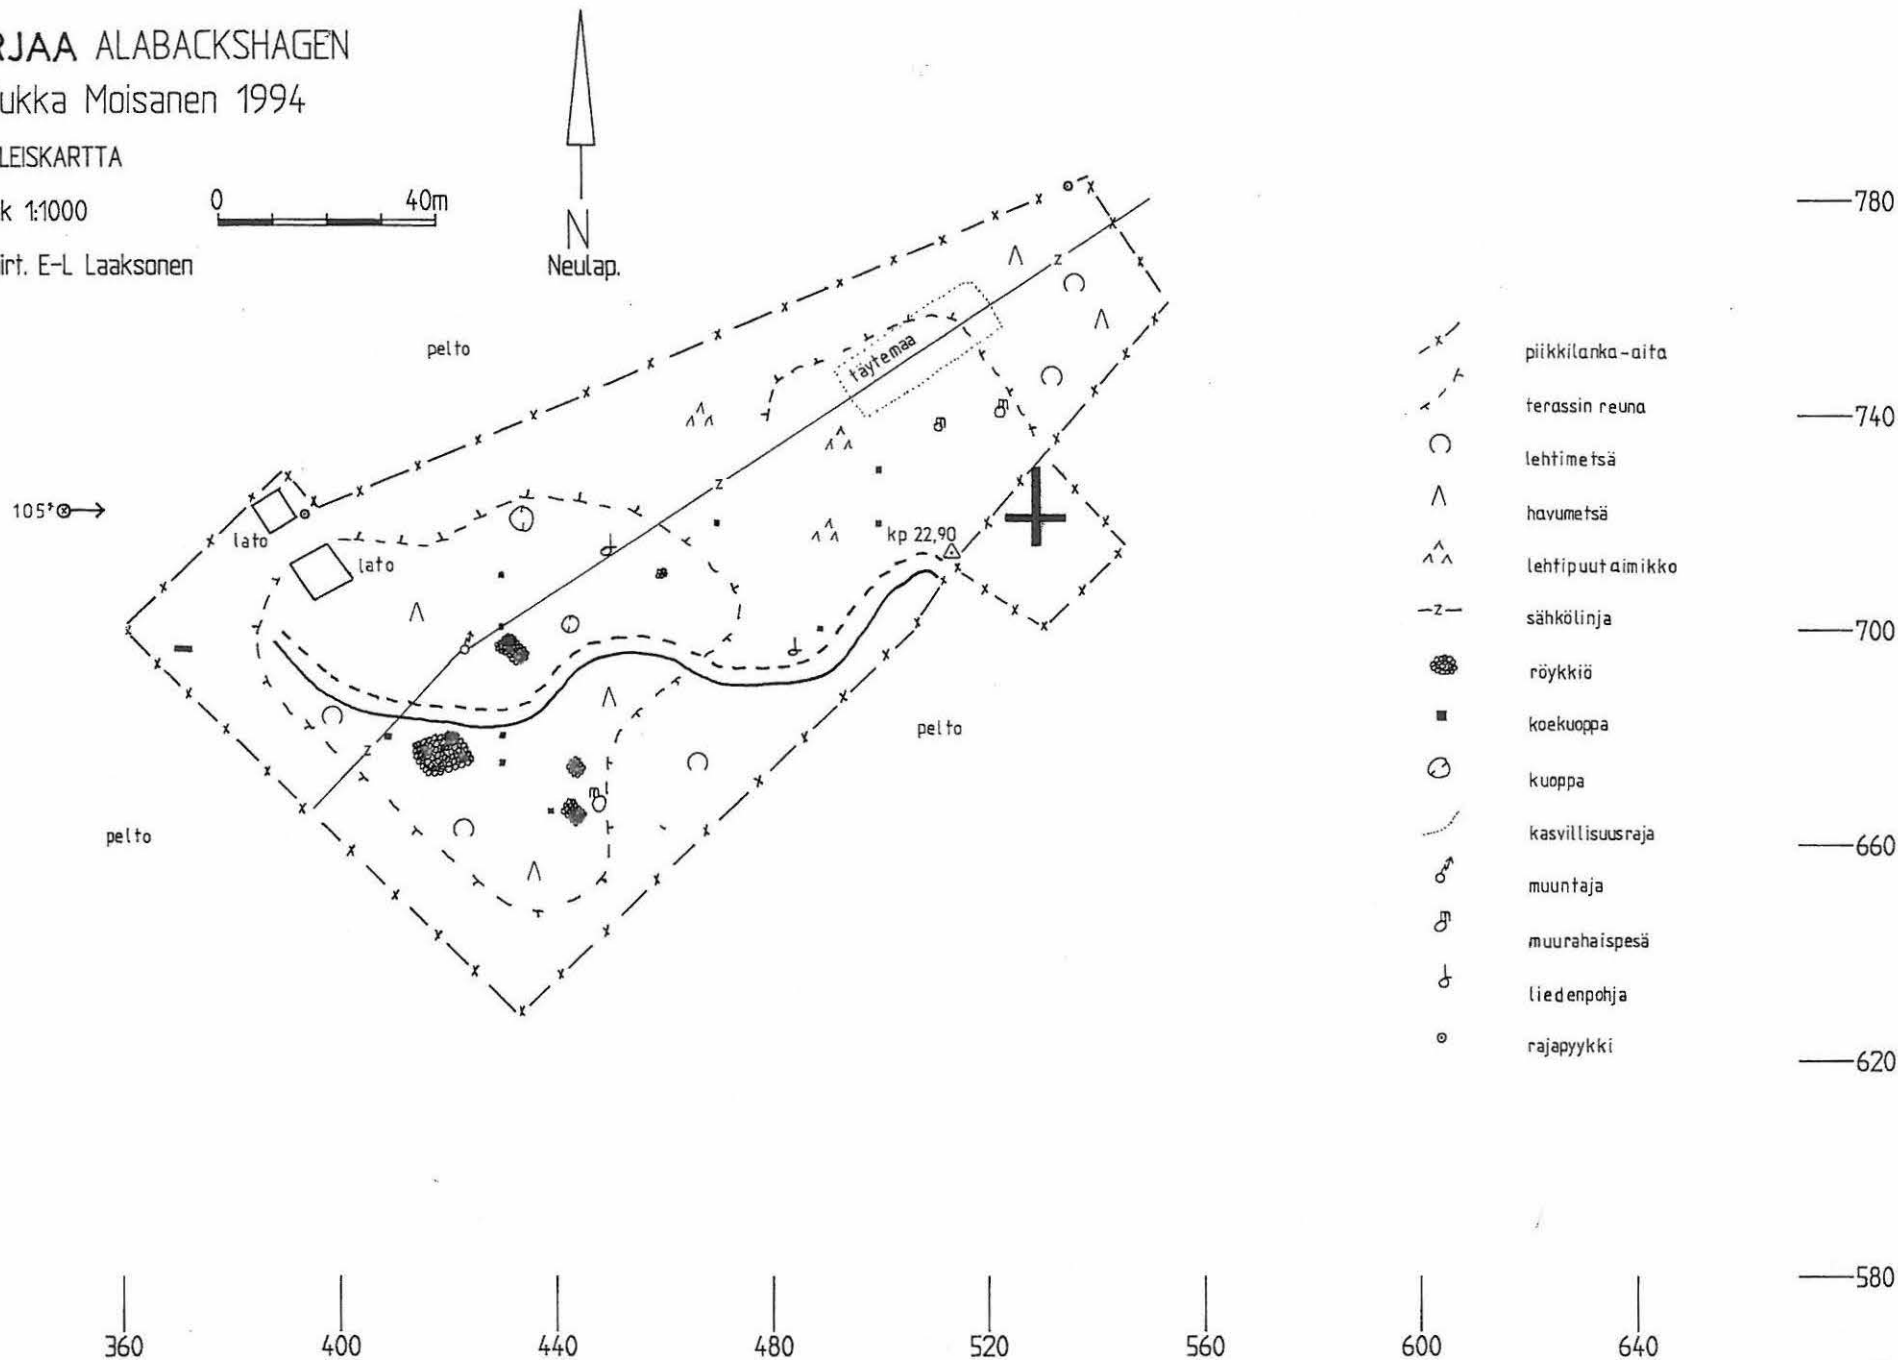 RJAA ALABACKSHAGEN
ukka Moisanen 1994
LEISKARTTA
k 1:1000
0 40m
irt. E-L Laaksonen
N
Neulap.
780
pelto
täytemaa
740
105
lato
lato
kp 22,90
700
pelto
pelto
660
620
580
piikkilanka-aita
terassin reuna
lehtimetsä
havumetsä
lehtipuutaimikko
-z- sähkölinja
röykkiö
koekuoppa
kuoppa
kasvillisuusraja
muuntaja
muurahaispesä
liedenpohja
rajapyykki
360 400 440 480 520 560 600 640